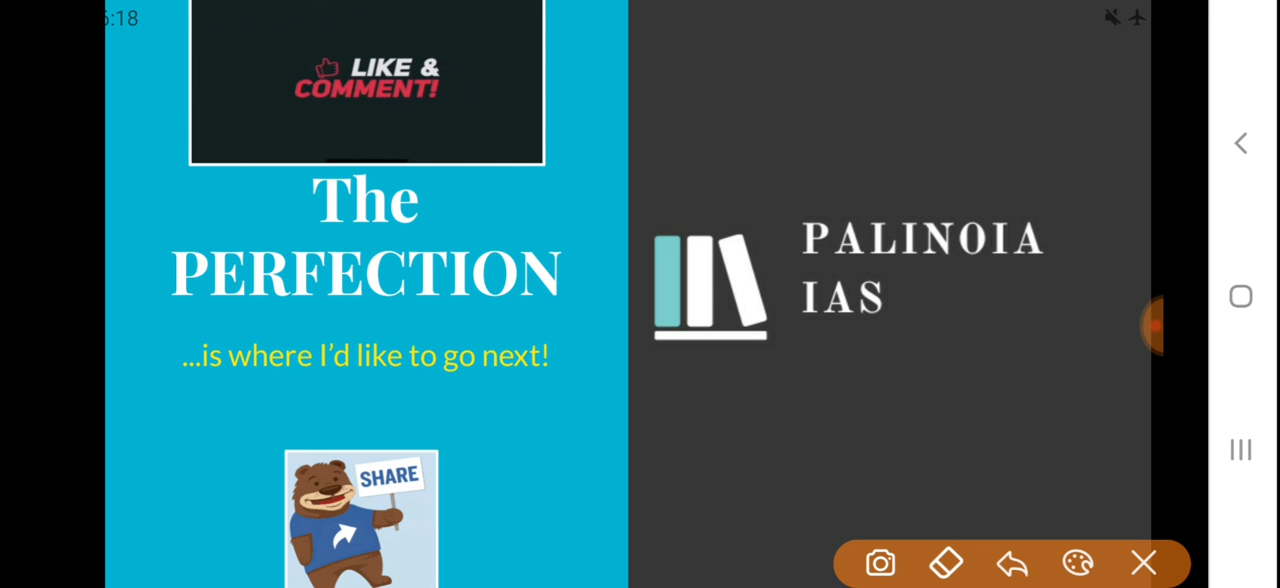 6:18
LIKE &
COMMENT!
The
PERFECTION
...is where I'd like to go next!
SHARE
PALINOIA
IAS